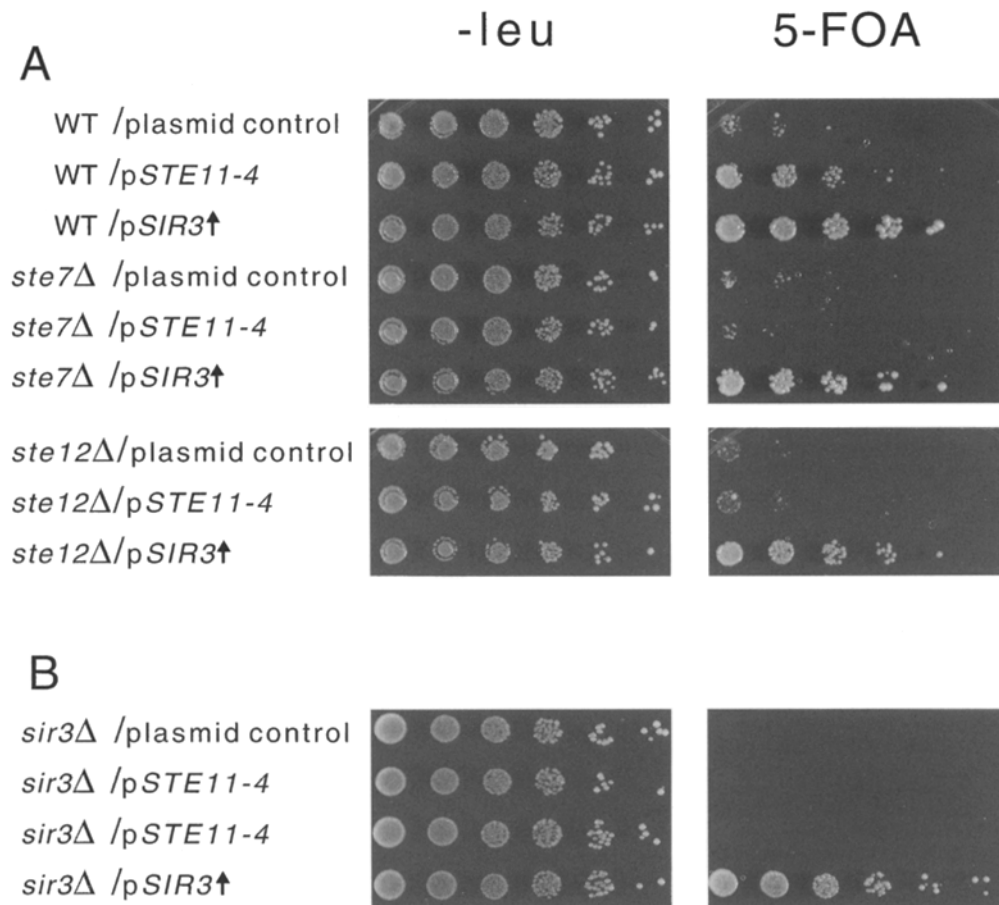 -leu 5-FOA
A
WT /plasmid control
WT /pSTE11-4
WT /pSIR3↑
ste7Δ /plasmid control
ste7Δ /pSTE11-4
ste7Δ /pSIR3↑
ste12Δ/plasmid control
ste12Δ/pSTE11-4
ste12Δ/pSIR3↑
B
sir3Δ /plasmid control
sir3Δ /pSTE11-4
sir3Δ /pSTE11-4
sir3Δ /pSIR3↑